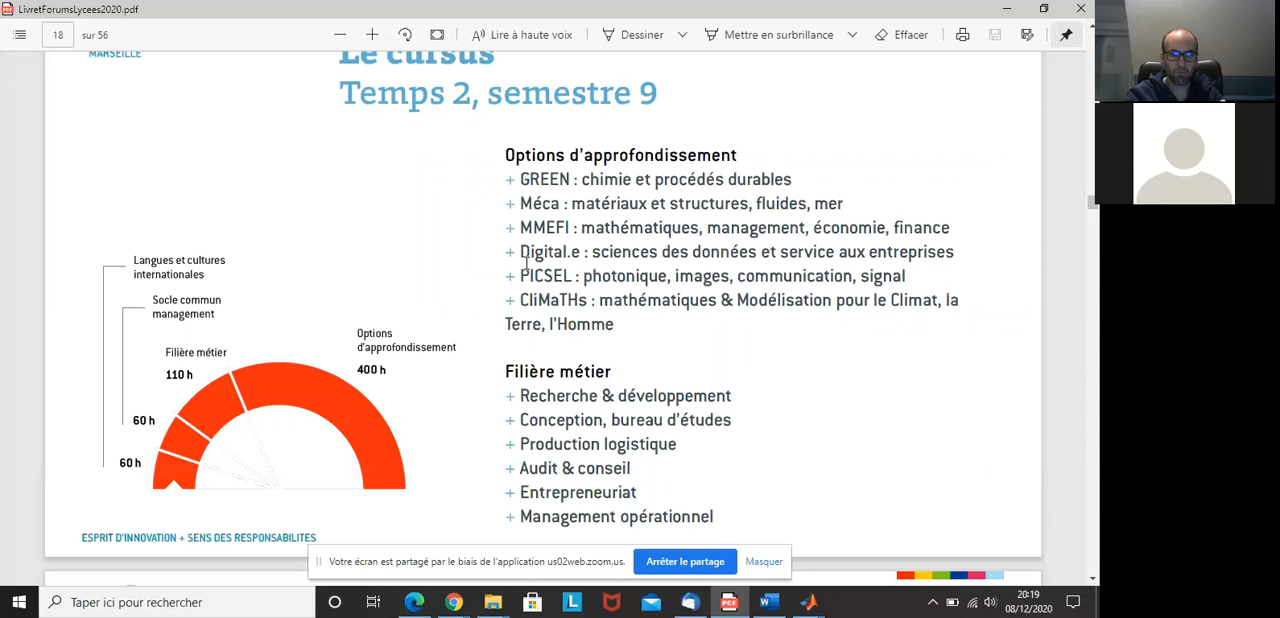 LivretForumsLycees2020.pdf
18 sur 56
Lire à haute voix
Dessiner
Mettre en surbrillance
Effacer
MARSEILLE
Le cursus
Temps 2, semestre 9
Options d'approfondissement
+ GREEN : chimie et procédés durables
+ Méca : matériaux et structures, fluides, mer
+ MMEFI : mathématiques, management, économie, finance
+ Digital.e : sciences des données et service aux entreprises
+ PICSEL : photonique, images, communication, signal
+ CliMaTHs : mathématiques & Modélisation pour le Climat, la
Terre, l'Homme
Filière métier
+ Recherche & développement
+ Conception, bureau d'études
+ Production logistique
+ Audit & conseil
+ Entrepreneuriat
+ Management opérationnel
Langues et cultures
internationales
Socle commun
management
Filière métier
110 h
Options
d'approfondissement
400 h
60 h
60 h
ESPRIT D'INNOVATION + SENS DES RESPONSABILITES
Votre écran est partagé par le biais de l'application us02web.zoom.us.
Arrêter le partage
Masquer
Taper ici pour rechercher
20:19
08/12/2020